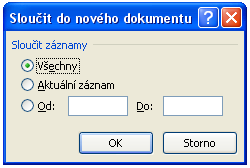 Sloučit do nového dokumentu
Sloučit záznamy
Všechny
Aktuální záznam
Od: Do:
OK Storno